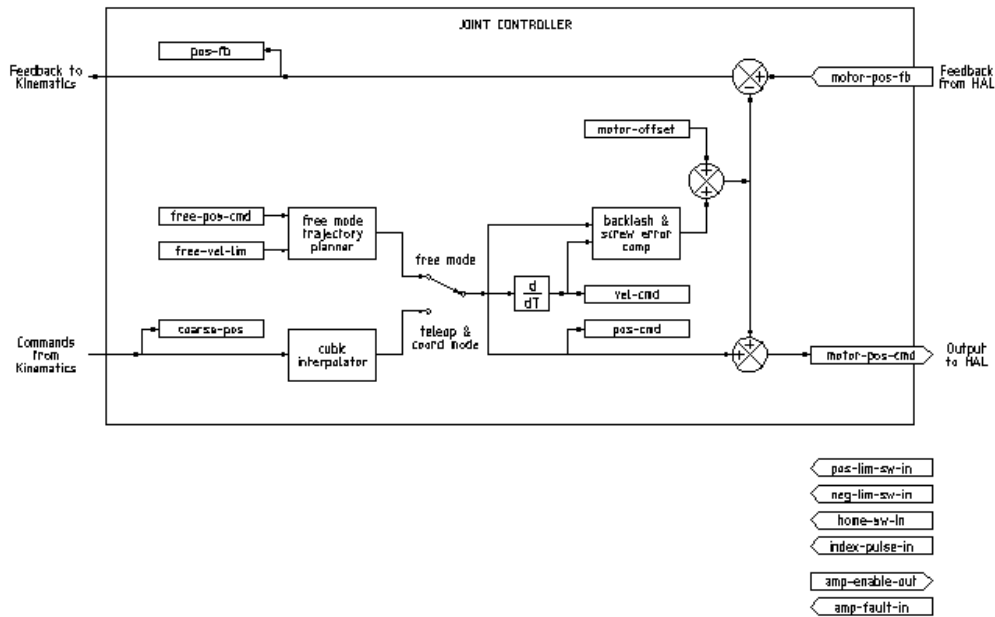 JOINT CONTROLLER
pos-fb
Feedback to
Kinematics
motor-pos-fb
Feedback
from HAL
motor-offset
free-pos-cmd
free-vel-lim
free mode
trajectory
planner
backlash &
screw error
comp
free mode
d
dT
vel-cmd
coarse-pos
teleop &
coord mode
pos-cmd
Commands
from
Kinematics
cubic
interpolator
motor-pos-cmd
Output
to HAL
pos-lim-sw-in
neg-lim-sw-in
home-sw-in
index-pulse-in
amp-enable-out
amp-fault-in